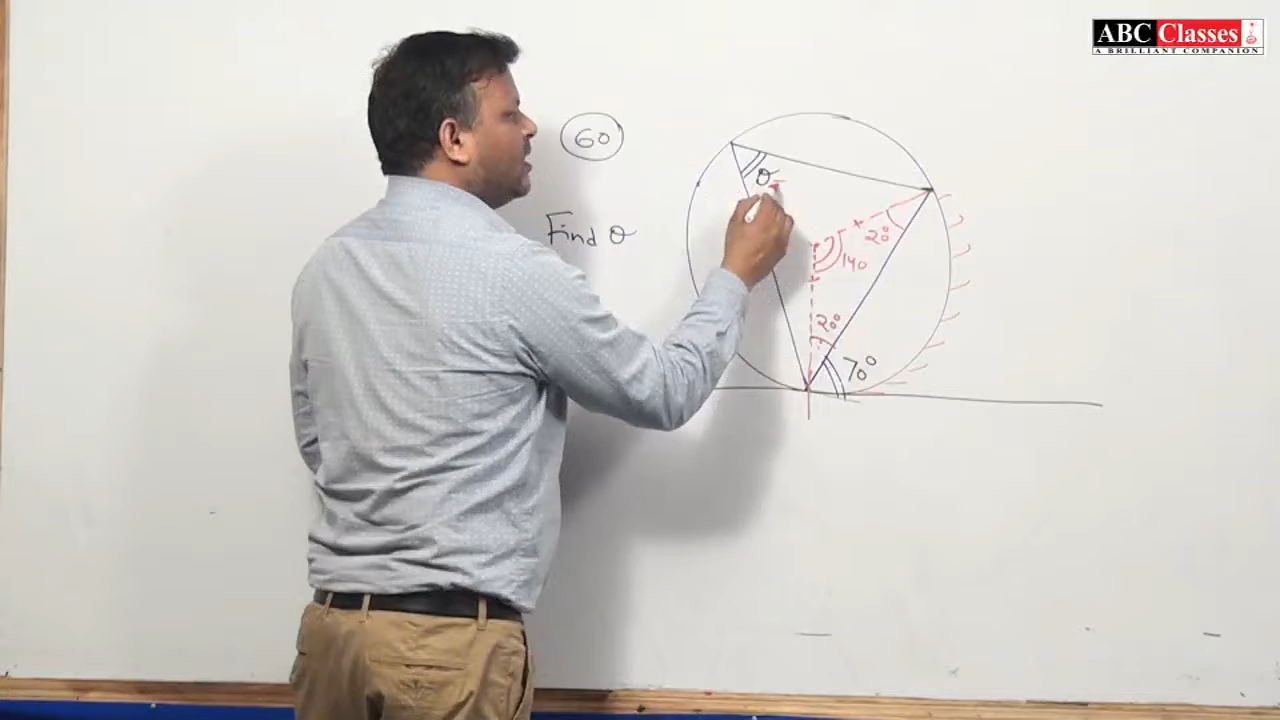 ABC Classes
A BRILLIANT COMPANION
60
θ
Find θ
20
140
20°
70°